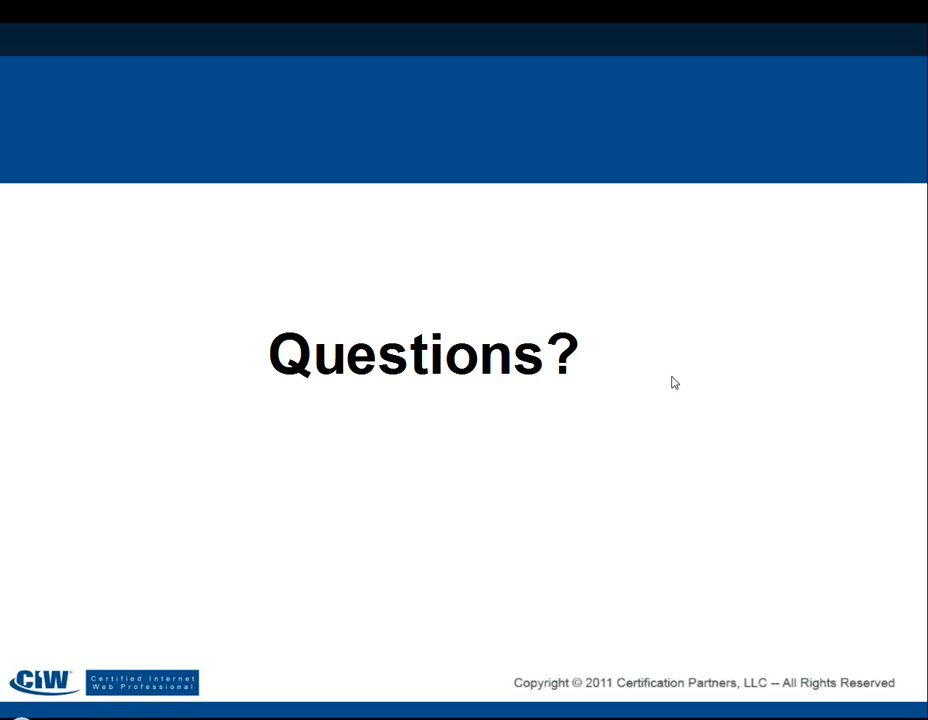 Questions?
CIW
Certified Internet
Web Professional
Copyright © 2011 Certification Partners, LLC -- All Rights Reserved